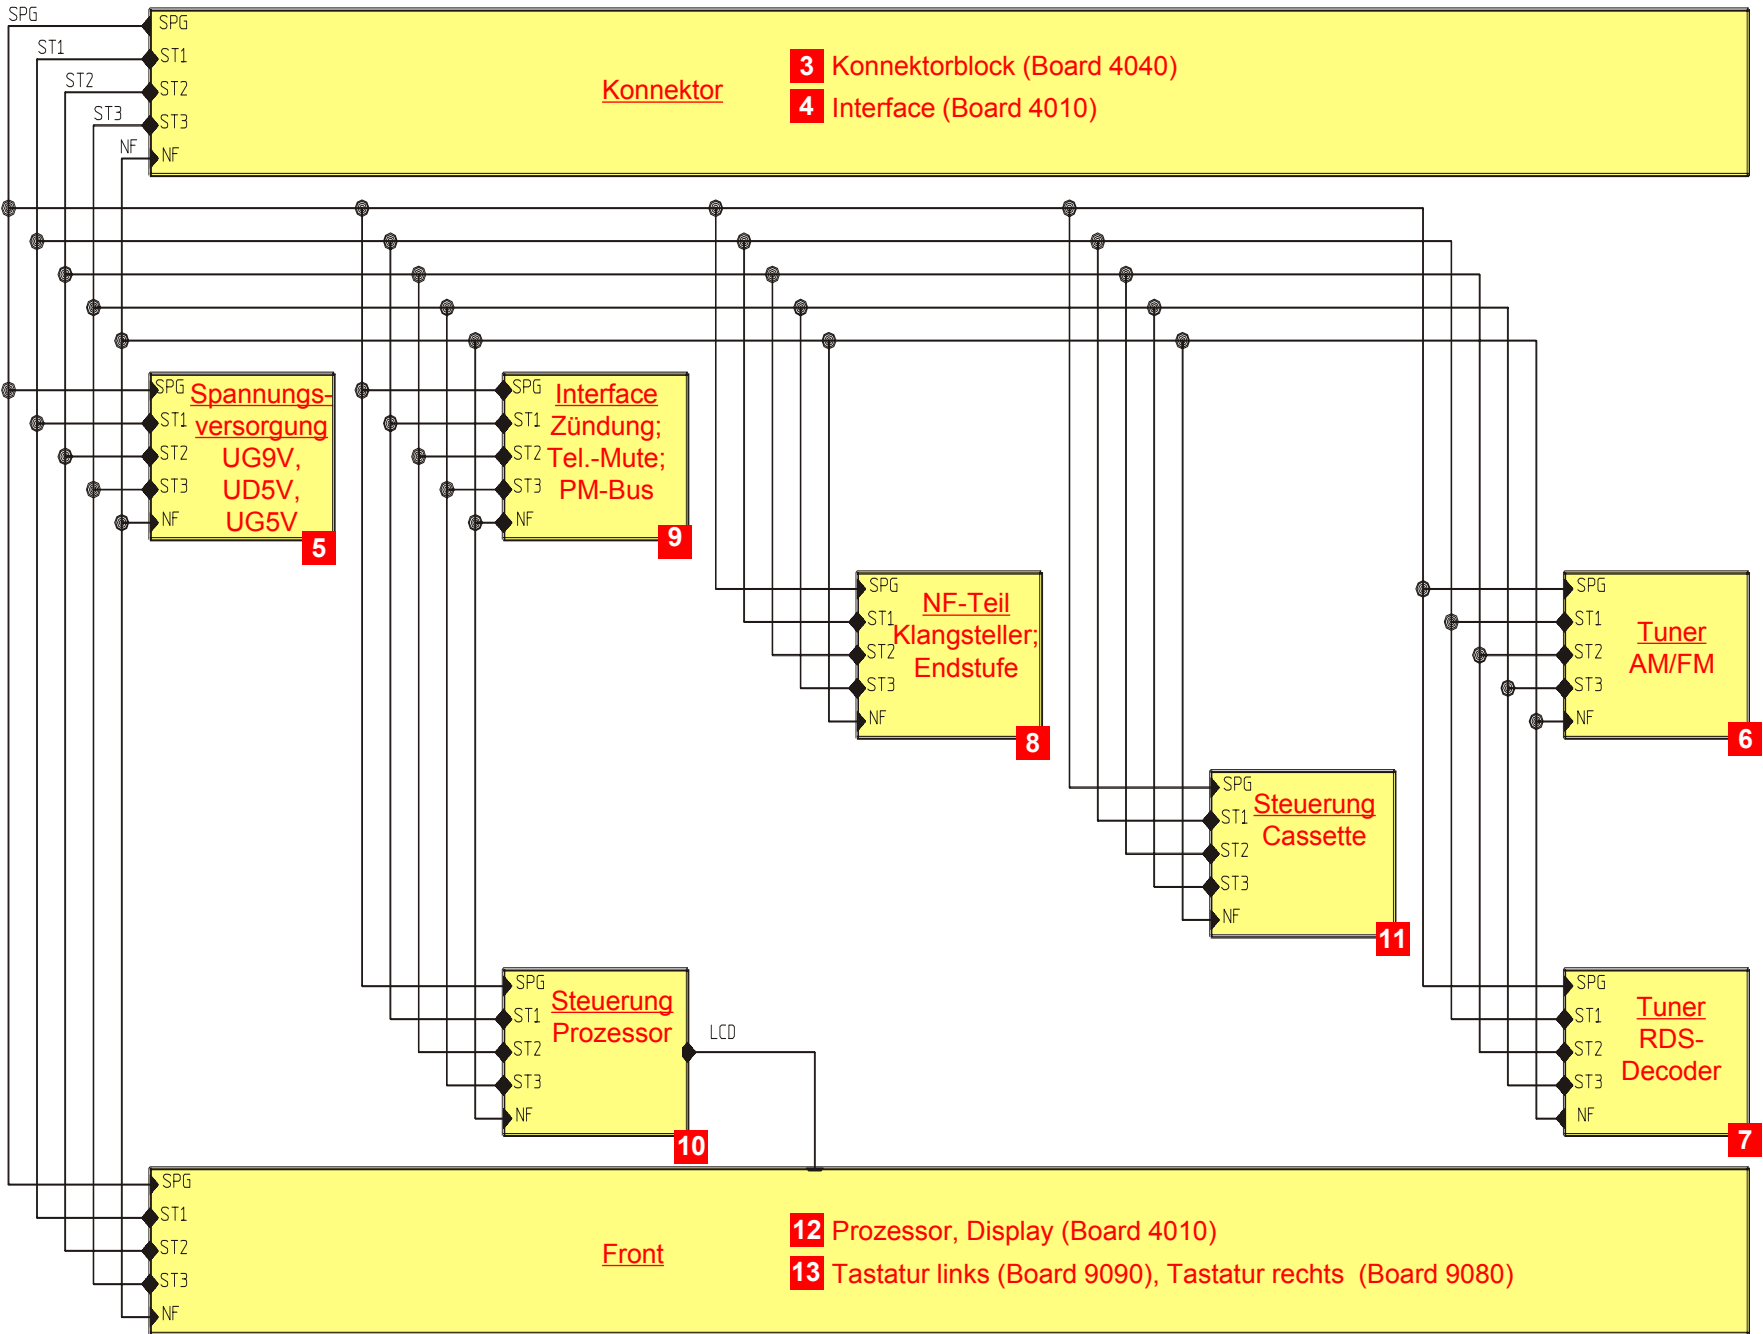 SPG
ST1
ST2
ST3
NF
SPG
ST1
ST2
ST3
NF
Konnektor
3 Konnektorblock (Board 4040)
4 Interface (Board 4010)
SPG
ST1
ST2
ST3
NF
Spannungs-
versorgung
UG9V,
UD5V,
UG5V
5
SPG
ST1
ST2
ST3
NF
Interface
Zündung;
Tel.-Mute;
PM-Bus
9
SPG
ST1
ST2
ST3
NF
NF-Teil
Klangsteller;
Endstufe
8
SPG
ST1
ST2
ST3
NF
Tuner
AM/FM
6
SPG
ST1
ST2
ST3
NF
Steuerung
Cassette
11
SPG
ST1
ST2
ST3
NF
Steuerung
Prozessor
10
LCD
SPG
ST1
ST2
ST3
NF
Tuner
RDS-
Decoder
7
SPG
ST1
ST2
ST3
NF
Front
12 Prozessor, Display (Board 4010)
13 Tastatur links (Board 9090), Tastatur rechts (Board 9080)